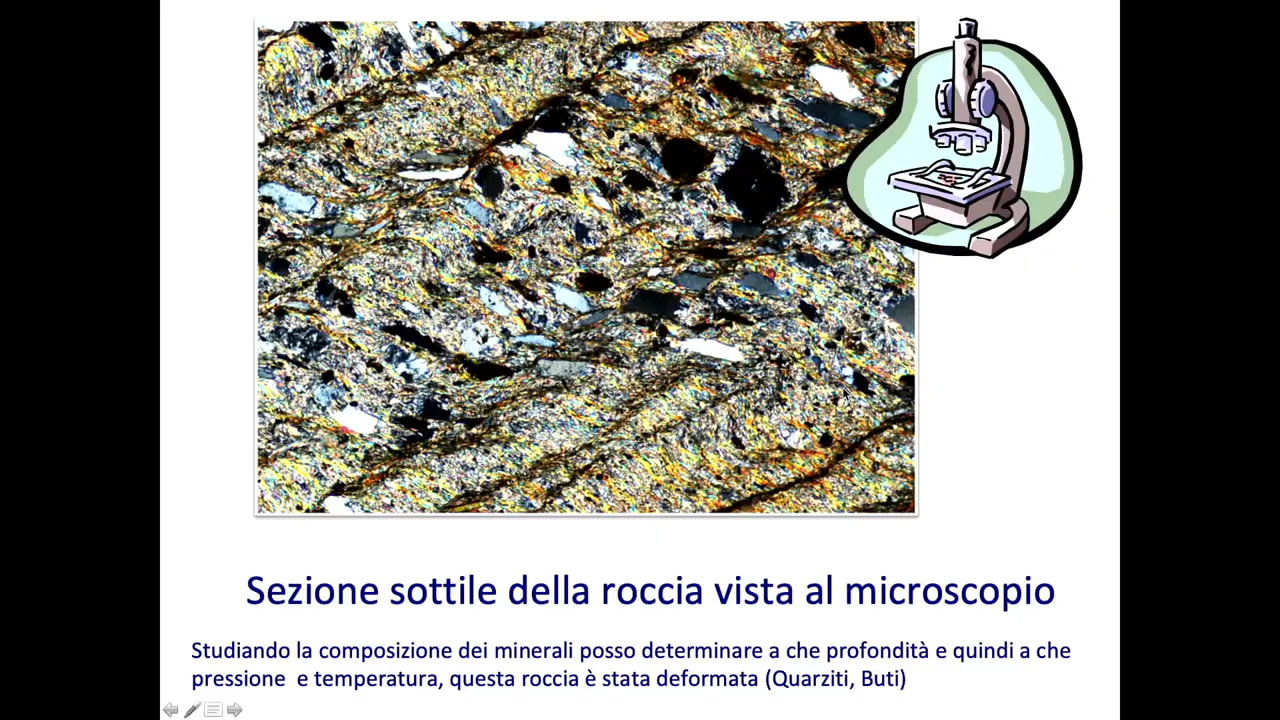 Sezione sottile della roccia vista al microscopio
Studiando la composizione dei minerali posso determinare a che profondità e quindi a che
pressione  e temperatura, questa roccia è stata deformata (Quarziti, Buti)